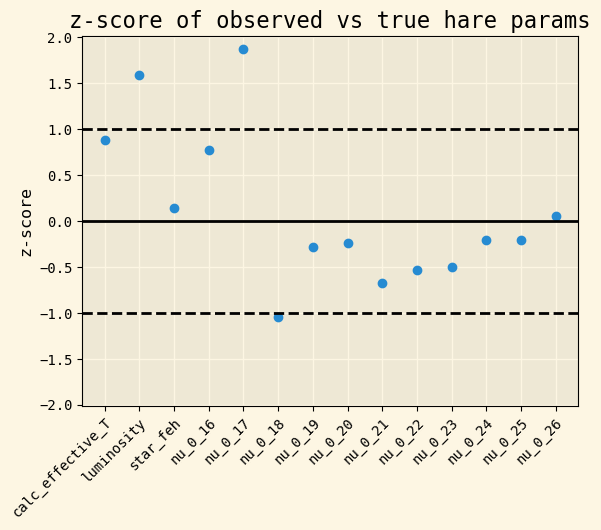 z-score of observed vs true hare params
2.0
1.5
1.0
0.5
0.0
−0.5
−1.0
−1.5
−2.0
z-score
calc_effective_T
luminosity
star_feh
nu_0_16
nu_0_17
nu_0_18
nu_0_19
nu_0_20
nu_0_21
nu_0_22
nu_0_23
nu_0_24
nu_0_25
nu_0_26